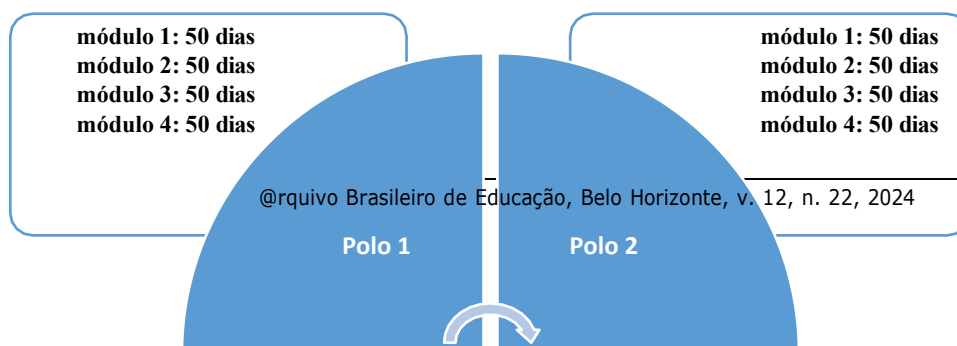 módulo 1: 50 dias
módulo 2: 50 dias
módulo 3: 50 dias
módulo 4: 50 dias
módulo 1: 50 dias
módulo 2: 50 dias
módulo 3: 50 dias
módulo 4: 50 dias
@rquivo Brasileiro de Educação, Belo Horizonte, v. 12, n. 22, 2024
Polo 1
Polo 2